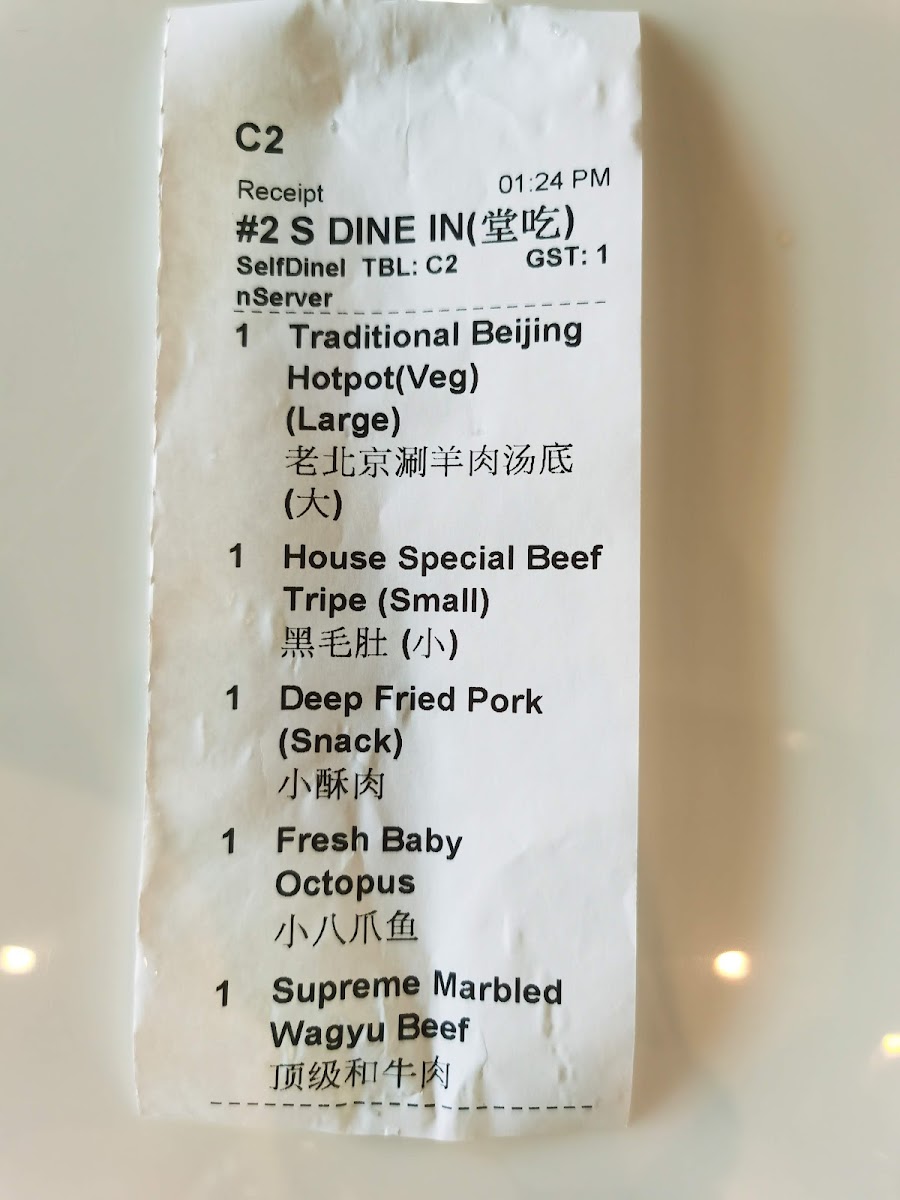 C2
Receipt 01:24 PM
#2 S DINE IN(堂吃)
SelfDineI TBL: C2 GST: 1
nServer
1 Traditional Beijing
Hotpot(Veg)
(Large)
老北京涮羊肉汤底
(大)
1 House Special Beef
Tripe (Small)
黑毛肚 (小)
1 Deep Fried Pork
(Snack)
小酥肉
1 Fresh Baby
Octopus
小八爪鱼
1 Supreme Marbled
Wagyu Beef
顶级和牛肉